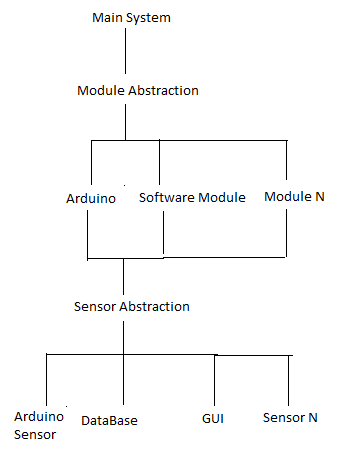 Main System
Module Abstraction
Arduino
Software Module
Module N
Sensor Abstraction
Arduino
Sensor
DataBase
GUI
Sensor N